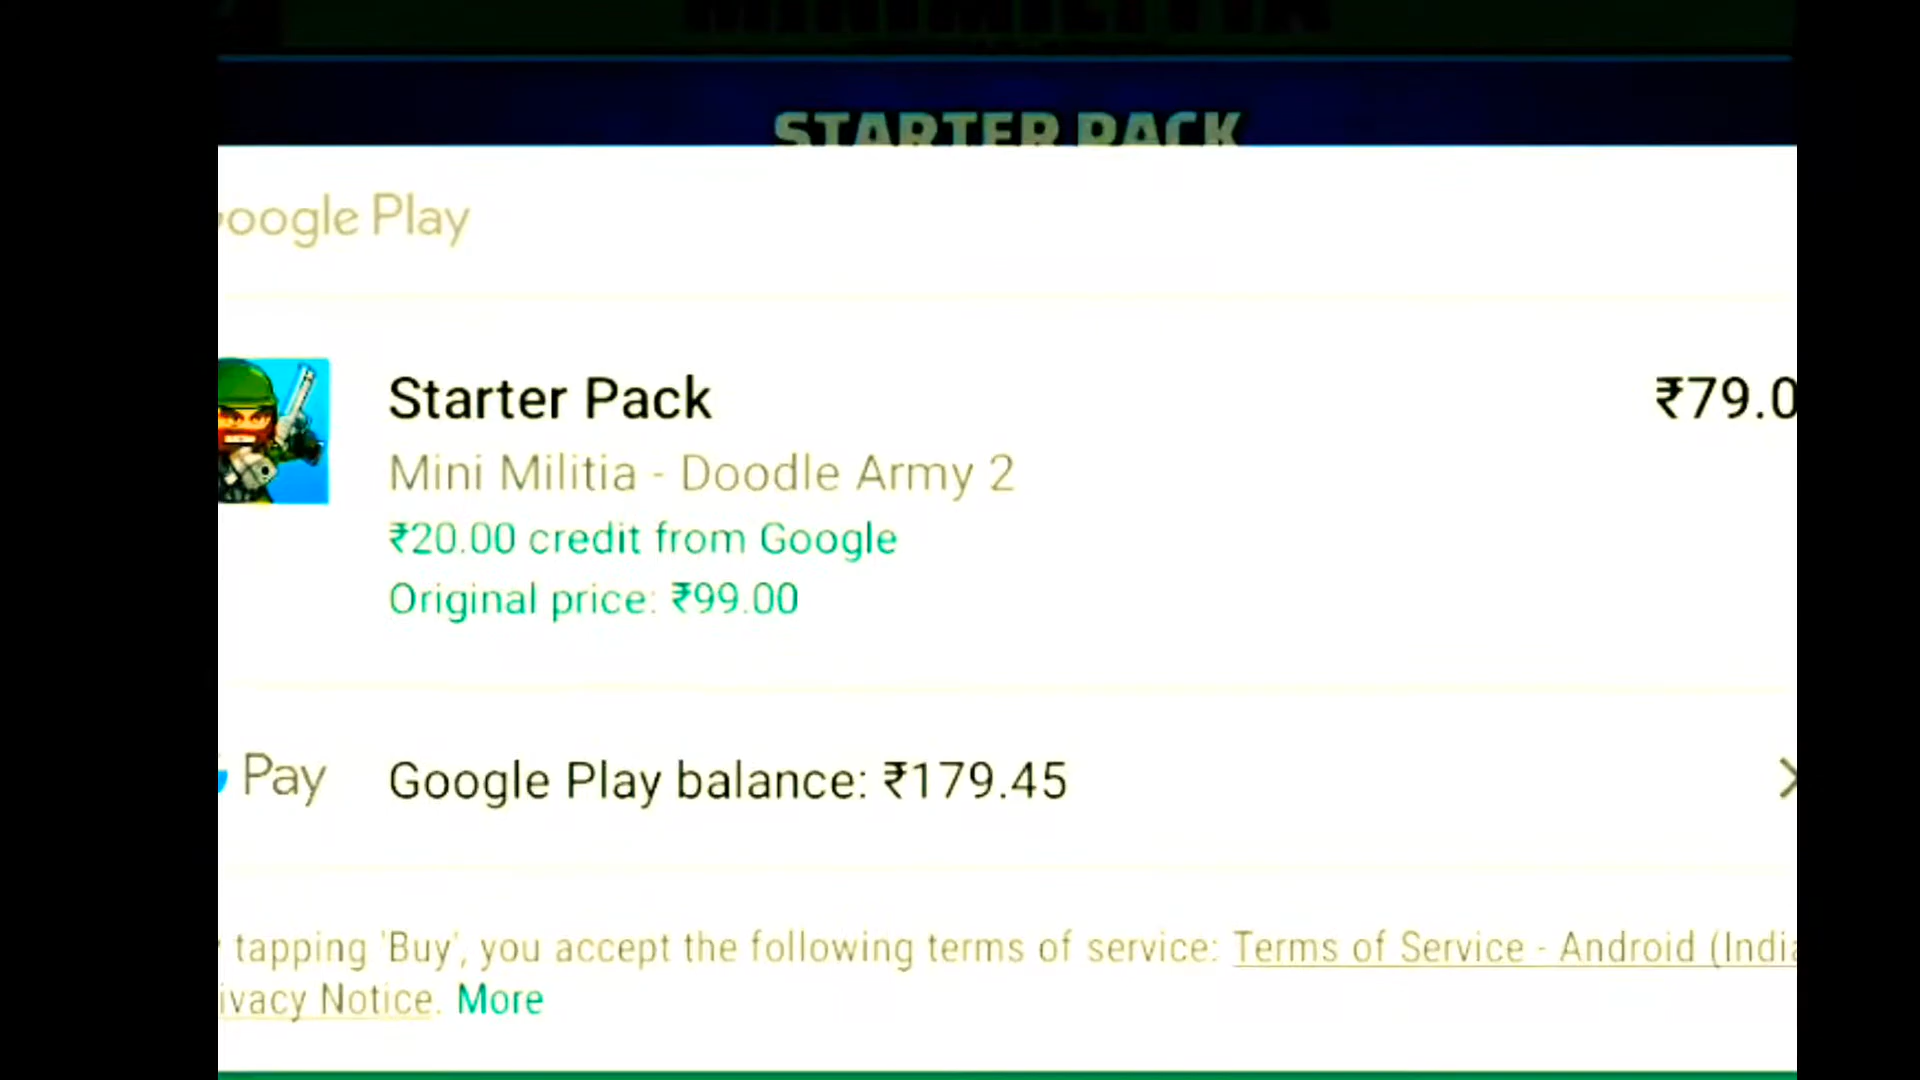 STARTER PACK
oogle Play
Starter Pack
₹79.0
Mini Militia - Doodle Army 2
₹20.00 credit from Google
Original price: ₹99.00
Pay
Google Play balance: ₹179.45
tapping 'Buy', you accept the following terms of service: Terms of Service - Android (India
ivacy Notice. More